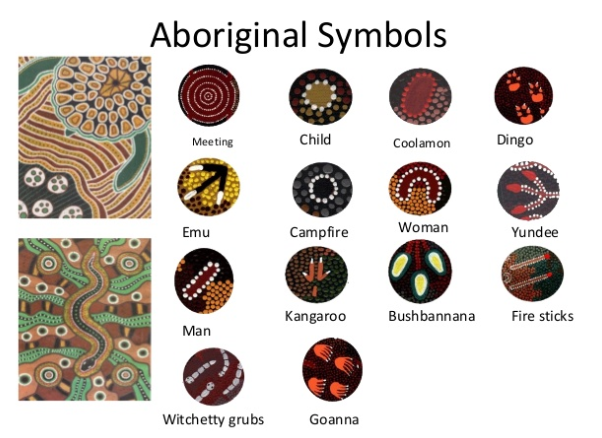 Aboriginal Symbols
Meeting
Child
Coolamon
Dingo
Emu
Campfire
Woman
Yundee
Man
Kangaroo
Bushbannana
Fire sticks
Witchetty grubs
Goanna